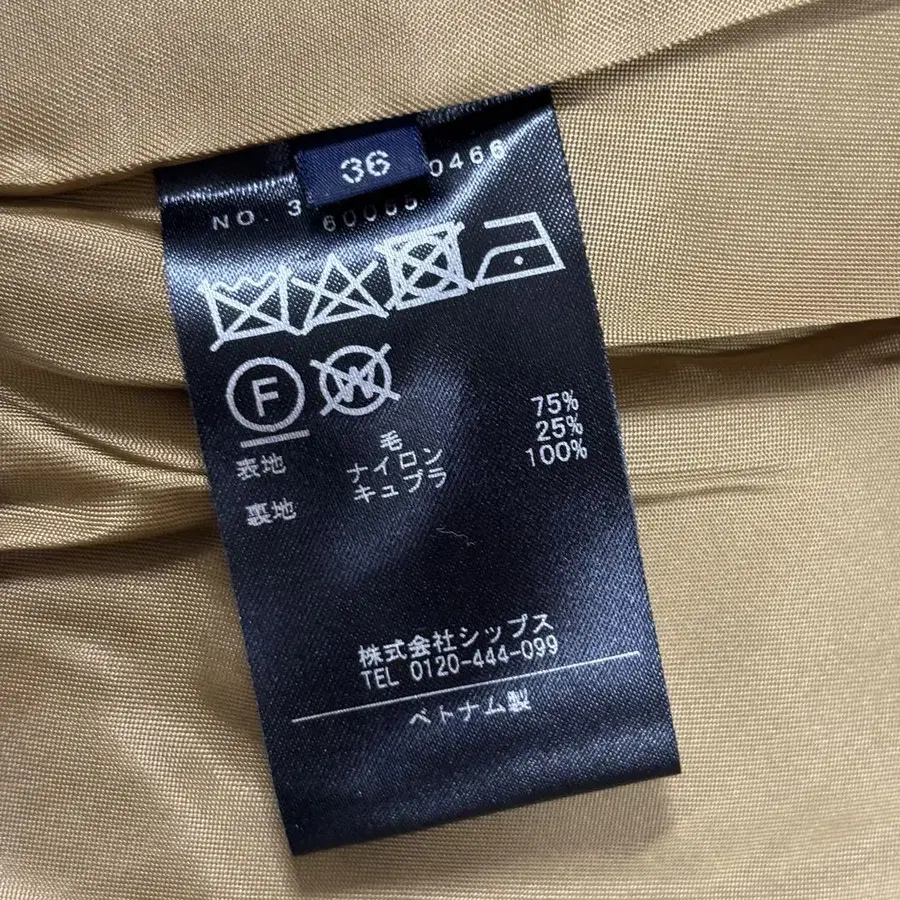 36
NO. 3 0466
60055
F
W
表地 毛 75%
ナイロン 25%
裏地 キュプラ 100%
株式会社シップス
TEL 0120-444-099
ベトナム製